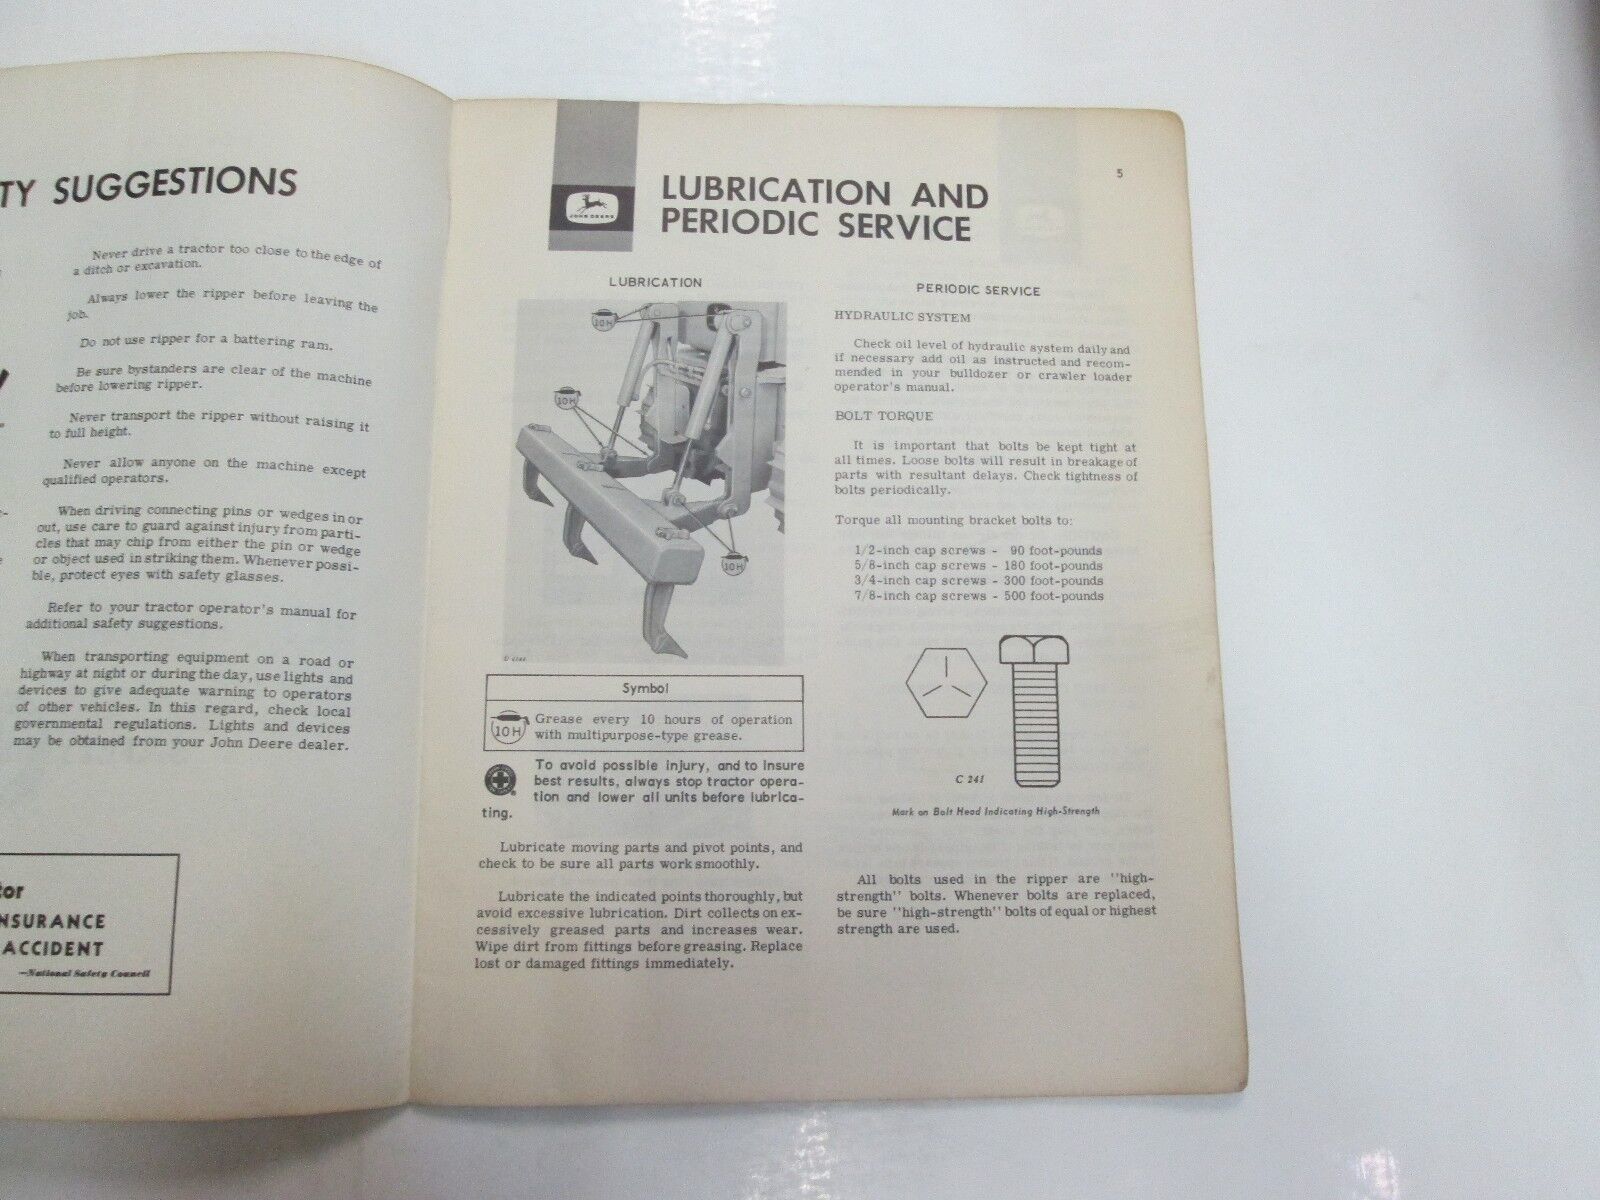 TY SUGGESTIONS
Never drive a tractor too close to the edge of
a ditch or excavation.
Always lower the ripper before leaving the
job.
Do not use ripper for a battering ram.
Be sure bystanders are clear of the machine
before lowering ripper.
Never transport the ripper without raising it
to full height.
Never allow anyone on the machine except
qualified operators.
When driving connecting pins or wedges in or
out, use care to guard against injury from parti-
cles that may chip from either the pin or wedge
or object used in striking them. Whenever possi-
ble, protect eyes with safety glasses.
Refer to your tractor operator's manual for
additional safety suggestions.
When transporting equipment on a road or
highway at night or during the day, use lights and
devices to give adequate warning to operators
of other vehicles. In this regard, check local
governmental regulations. Lights and devices
may be obtained from your John Deere dealer.
tor
NSURANCE
ACCIDENT
—National Safety Council
5
JOHN DEERE
LUBRICATION AND
PERIODIC SERVICE
LUBRICATION
10H
10H
10H
Symbol
10H
Grease every 10 hours of operation
with multipurpose-type grease.
To avoid possible injury, and to insure
best results, always stop tractor opera-
tion and lower all units before lubrica-
ting.
Lubricate moving parts and pivot points, and
check to be sure all parts work smoothly.
Lubricate the indicated points thoroughly, but
avoid excessive lubrication. Dirt collects on ex-
cessively greased parts and increases wear.
Wipe dirt from fittings before greasing. Replace
lost or damaged fittings immediately.
PERIODIC SERVICE
HYDRAULIC SYSTEM
Check oil level of hydraulic system daily and
if necessary add oil as instructed and recom-
mended in your bulldozer or crawler loader
operator's manual.
BOLT TORQUE
It is important that bolts be kept tight at
all times. Loose bolts will result in breakage of
parts with resultant delays. Check tightness of
bolts periodically.
Torque all mounting bracket bolts to:
1/2-inch cap screws - 90 foot-pounds
5/8-inch cap screws - 180 foot-pounds
3/4-inch cap screws - 300 foot-pounds
7/8-inch cap screws - 500 foot-pounds
C 241
Mark on Bolt Head Indicating High-Strength
All bolts used in the ripper are "high-
strength" bolts. Whenever bolts are replaced,
be sure "high-strength" bolts of equal or highest
strength are used.